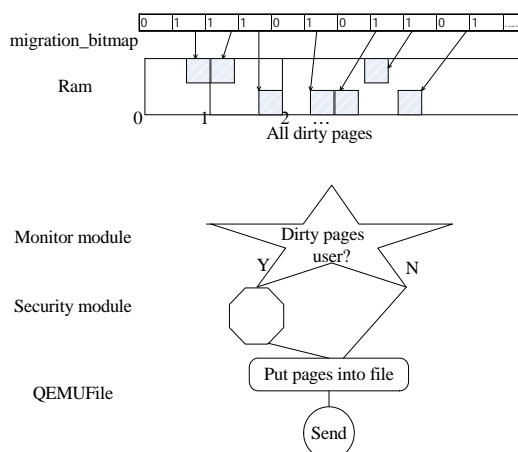 0 1 1 1 0 1 0 1 1 0 1 .....
migration_bitmap
Ram
0 1 2 ...
All dirty pages
Monitor module
Dirty pages
user?
Y N
Security module
Put pages into file
QEMUFile
Send